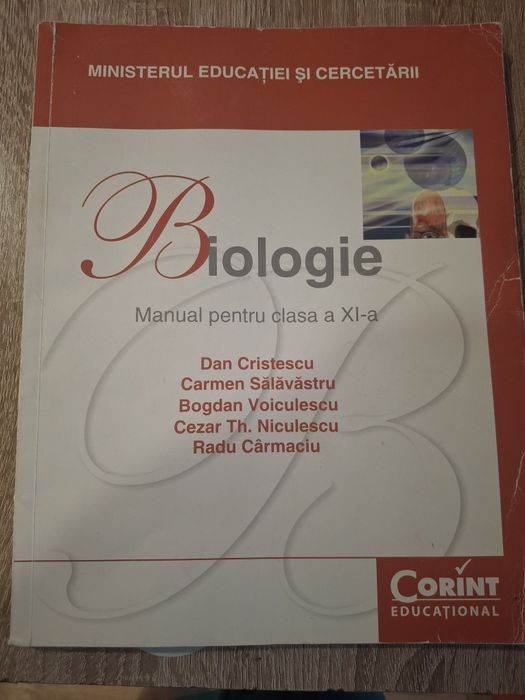 MINISTERUL EDUCAȚIEI ȘI CERCETĂRII
Biologie
Manual pentru clasa a XI-a
Dan Cristescu
Carmen Sălăvăstru
Bogdan Voiculescu
Cezar Th. Niculescu
Radu Cârmaciu
CORINT
EDUCAȚIONAL